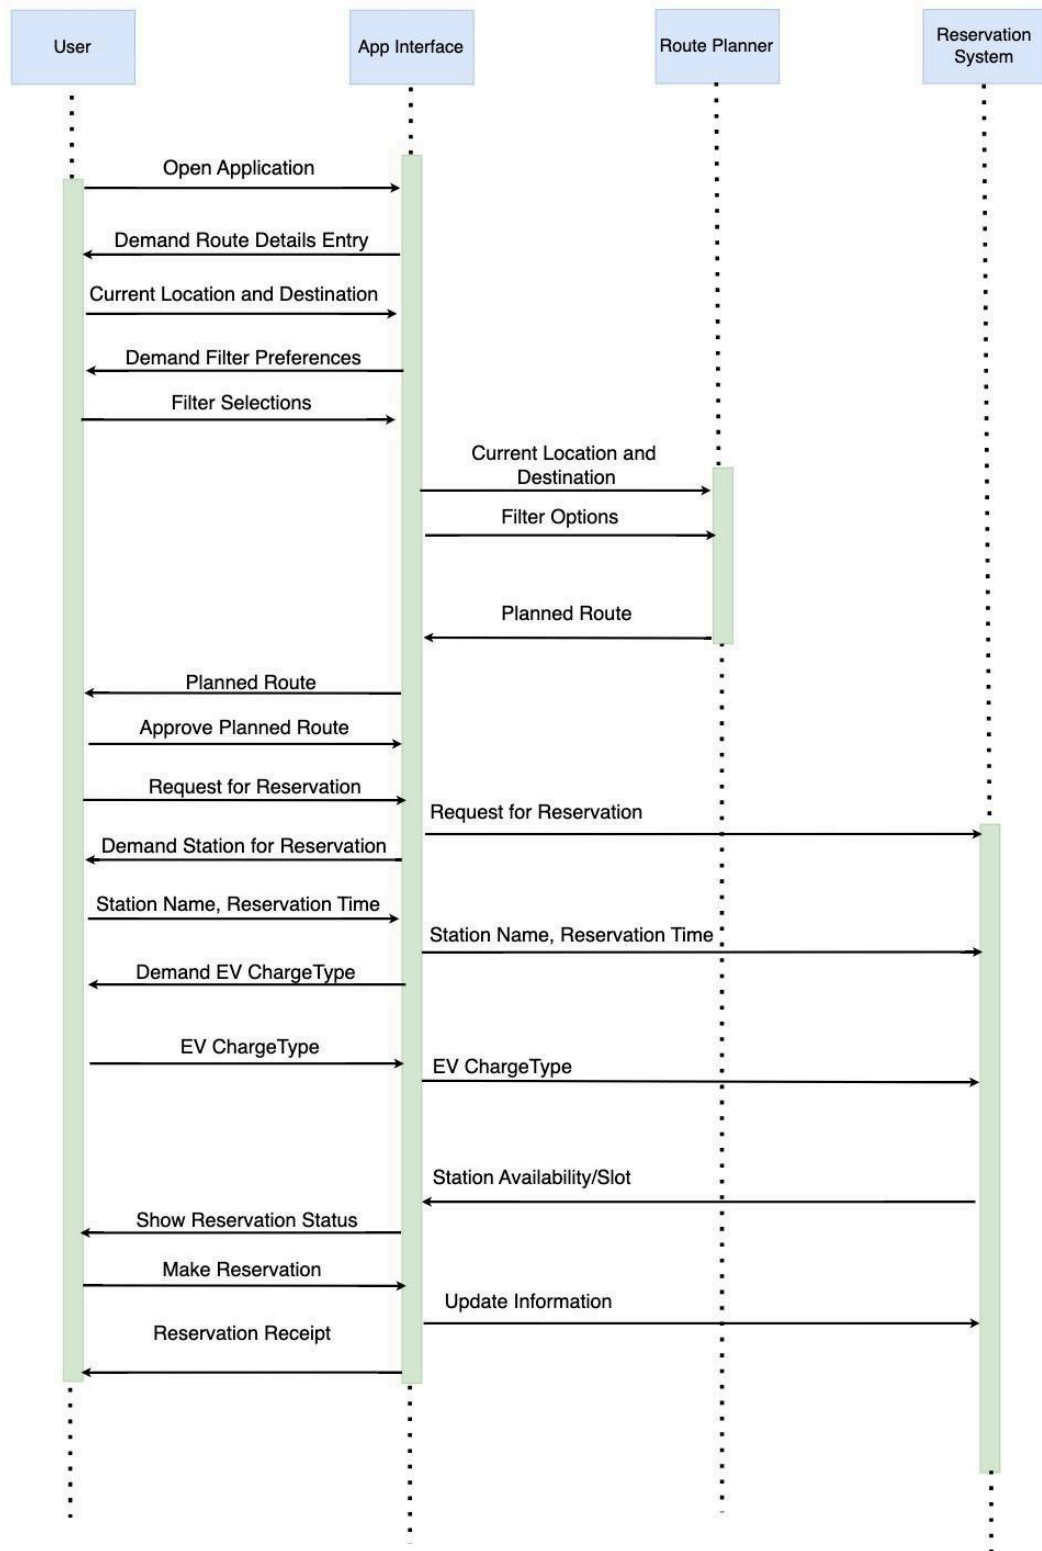 User
App Interface
Route Planner
Reservation
System
Open Application
Demand Route Details Entry
Current Location and Destination
Demand Filter Preferences
Filter Selections
Current Location and
Destination
Filter Options
Planned Route
Planned Route
Approve Planned Route
Request for Reservation
Request for Reservation
Demand Station for Reservation
Station Name, Reservation Time
Station Name, Reservation Time
Demand EV ChargeType
EV ChargeType
EV ChargeType
Station Availability/Slot
Show Reservation Status
Make Reservation
Update Information
Reservation Receipt